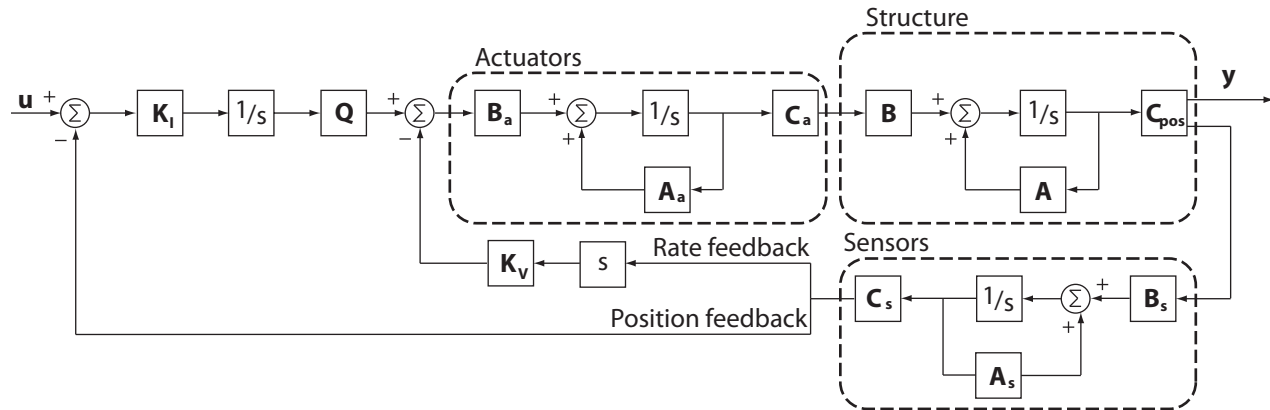 Structure
Actuators
y
u + Σ K_I 1/s Q + Σ B_a + Σ 1/s C_a B + Σ 1/s C_pos
− − + +
A_a A
Rate feedback
K_v s
Sensors
C_s 1/s Σ + B_s
Position feedback
+
A_s